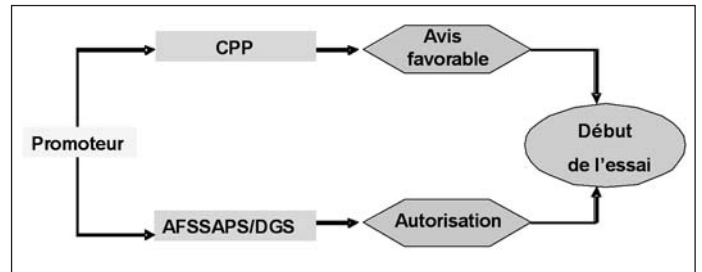 CPP
Avis
favorable
Promoteur
Début
de l'essai
AFSSAPS/DGS
Autorisation